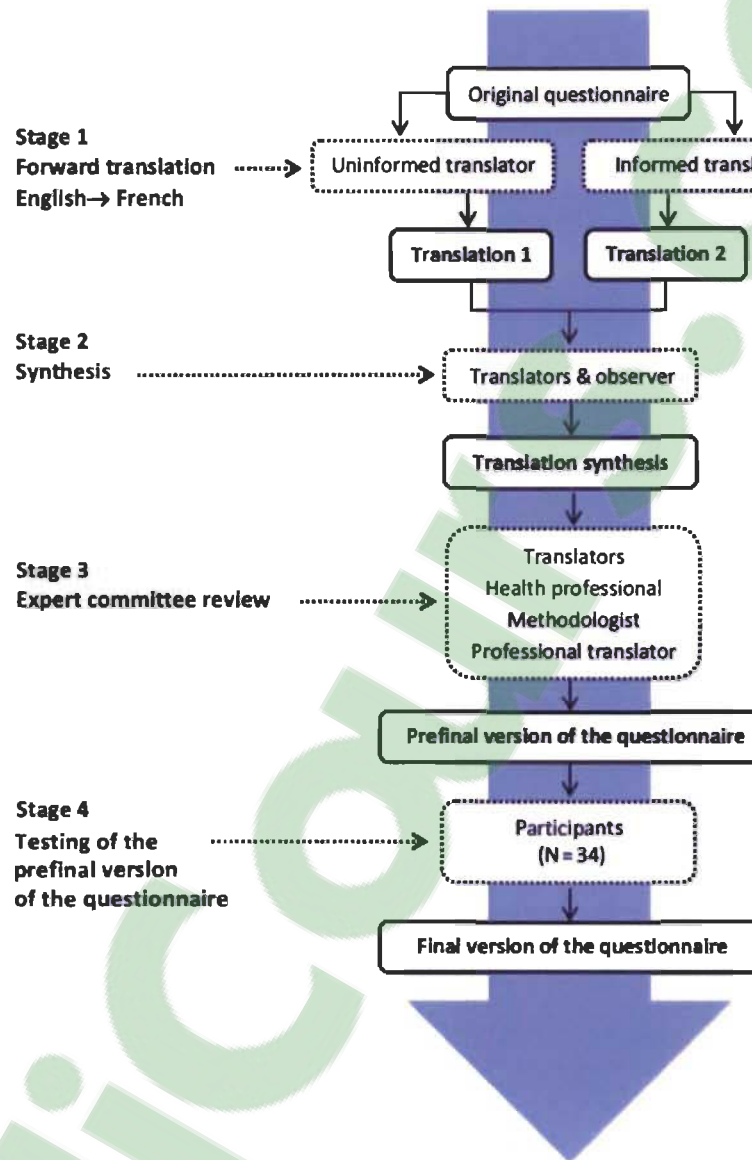 Original questionnaire
Stage 1
Forward translation
English→ French
Uninformed translator
Informed transl
Translation 1
Translation 2
Stage 2
Synthesis
Translators & observer
Translation synthesis
Stage 3
Expert committee review
Translators
Health professional
Methodologist
Professional translator
Prefinal version of the questionnaire
Stage 4
Testing of the
prefinal version
of the questionnaire
Participants
(N = 34)
Final version of the questionnaire